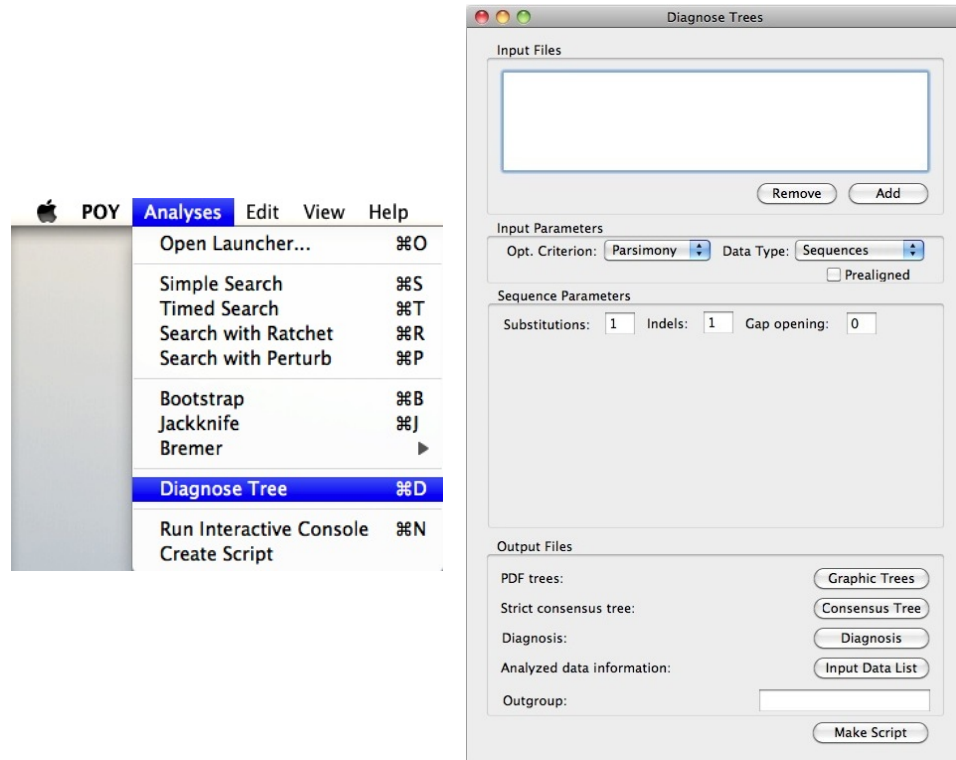 POY Analyses Edit View Help
Open Launcher... ⌘O
Simple Search ⌘S
Timed Search ⌘T
Search with Ratchet ⌘R
Search with Perturb ⌘P
Bootstrap ⌘B
Jackknife ⌘J
Bremer
Diagnose Tree ⌘D
Run Interactive Console ⌘N
Create Script
Diagnose Trees
Input Files
Remove Add
Input Parameters
Opt. Criterion: Parsimony Data Type: Sequences
Prealigned
Sequence Parameters
Substitutions: 1 Indels: 1 Gap opening: 0
Output Files
PDF trees: Graphic Trees
Strict consensus tree: Consensus Tree
Diagnosis: Diagnosis
Analyzed data information: Input Data List
Outgroup:
Make Script